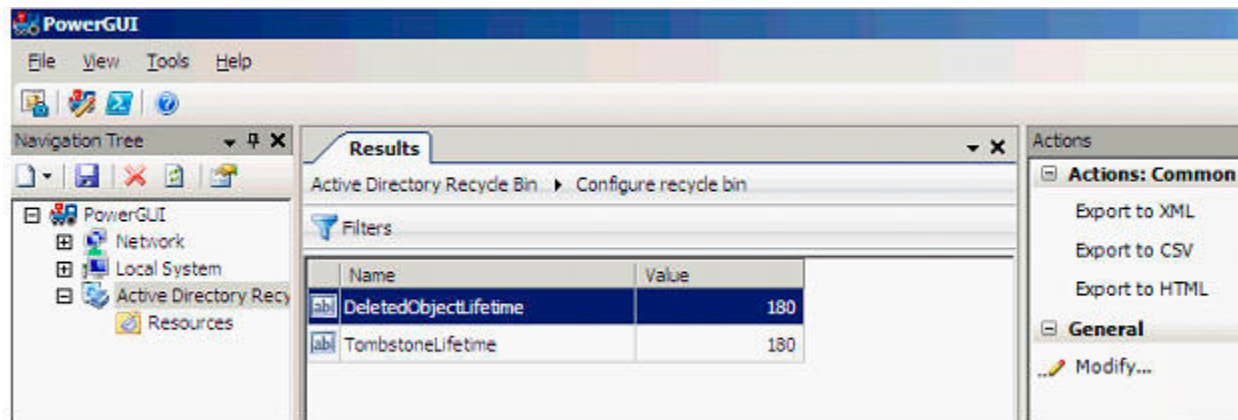 PowerGUI
File View Tools Help
Navigation Tree
Results
Actions
Active Directory Recycle Bin Configure recycle bin
Actions: Common
PowerGUI
Filters
Export to XML
Network
Export to CSV
Local System
Name Value
Export to HTML
Active Directory Recy
DeletedObjectLifetime 180
Resources
General
TombstoneLifetime 180
Modify...